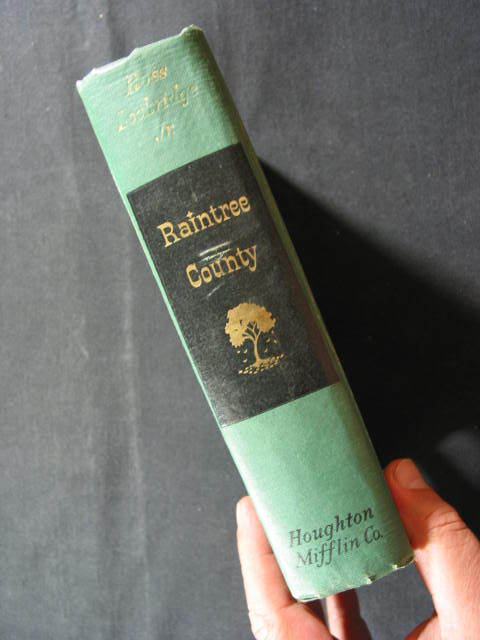 Ross
Lockridge
Jr
Raintree
County
Houghton
Mifflin Co.